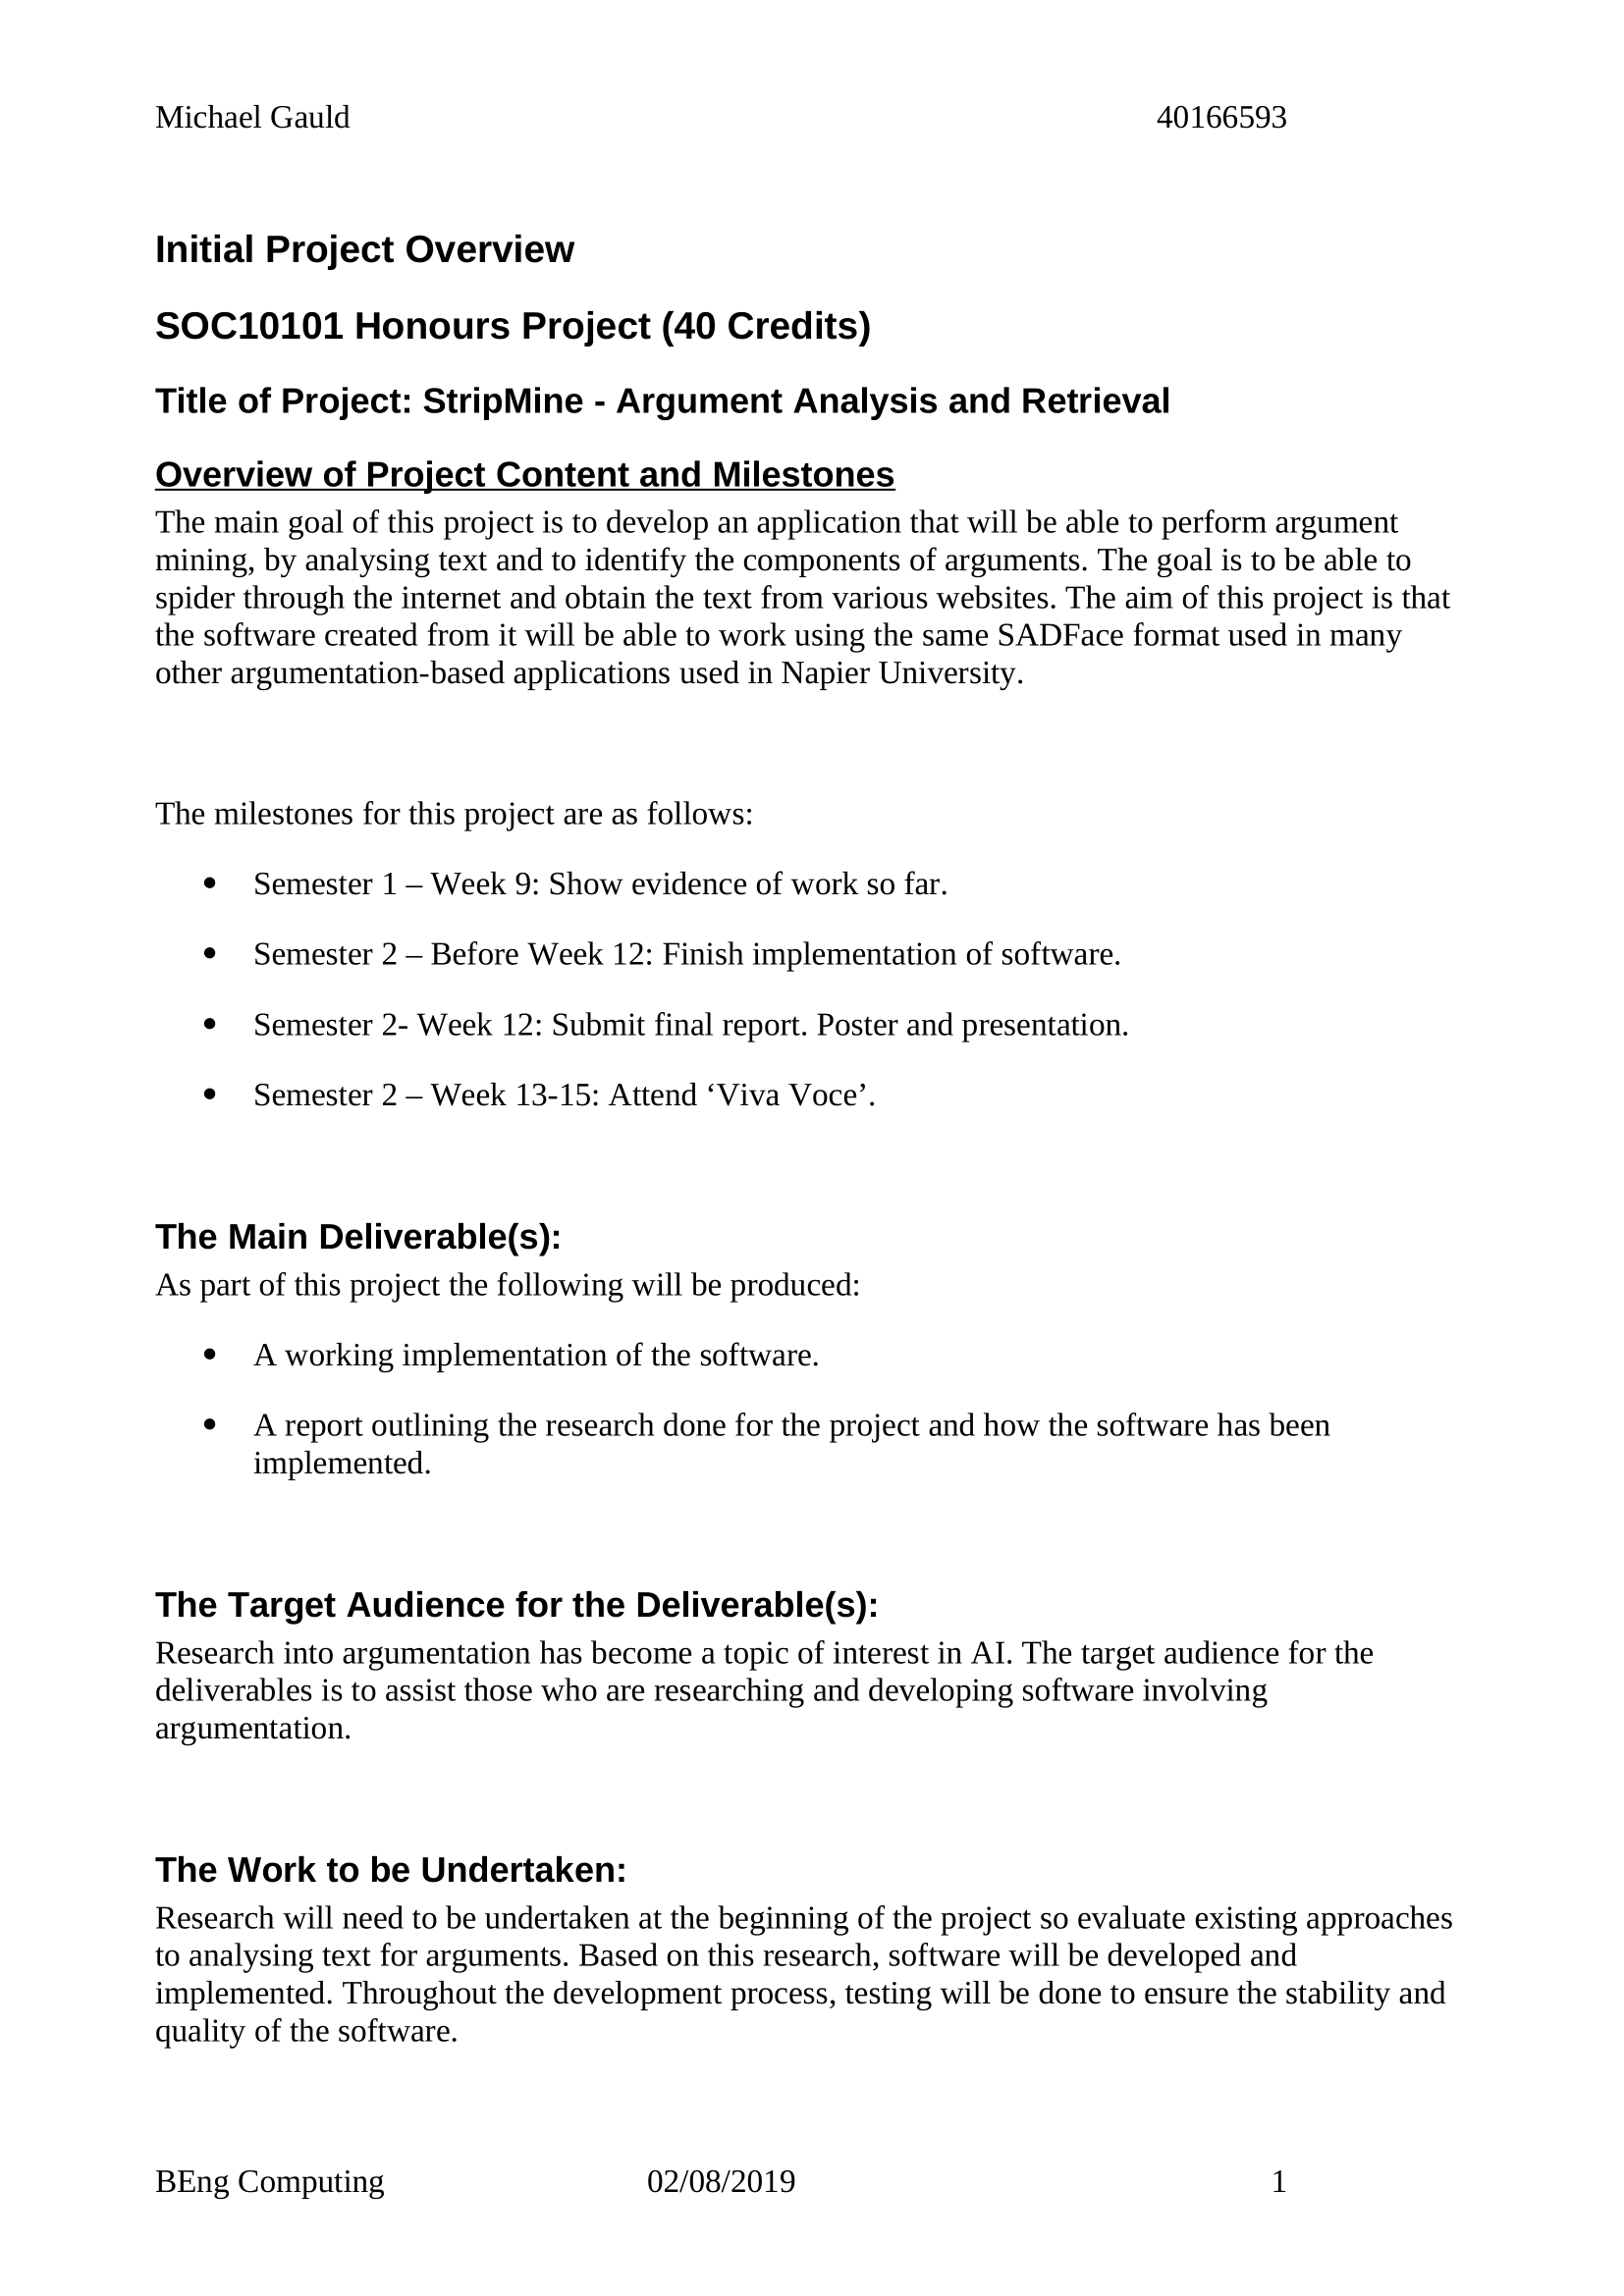 Michael Gauld 40166593
Initial Project Overview
SOC10101 Honours Project (40 Credits)
Title of Project: StripMine - Argument Analysis and Retrieval
Overview of Project Content and Milestones
The main goal of this project is to develop an application that will be able to perform argument
mining, by analysing text and to identify the components of arguments. The goal is to be able to
spider through the internet and obtain the text from various websites. The aim of this project is that
the software created from it will be able to work using the same SADFace format used in many
other argumentation-based applications used in Napier University.
The milestones for this project are as follows:
• Semester 1 – Week 9: Show evidence of work so far.
• Semester 2 – Before Week 12: Finish implementation of software.
• Semester 2- Week 12: Submit final report. Poster and presentation.
• Semester 2 – Week 13-15: Attend ‘Viva Voce’.
The Main Deliverable(s):
As part of this project the following will be produced:
• A working implementation of the software.
• A report outlining the research done for the project and how the software has been
implemented.
The Target Audience for the Deliverable(s):
Research into argumentation has become a topic of interest in AI. The target audience for the
deliverables is to assist those who are researching and developing software involving
argumentation.
The Work to be Undertaken:
Research will need to be undertaken at the beginning of the project so evaluate existing approaches
to analysing text for arguments. Based on this research, software will be developed and
implemented. Throughout the development process, testing will be done to ensure the stability and
quality of the software.
BEng Computing 02/08/2019 1